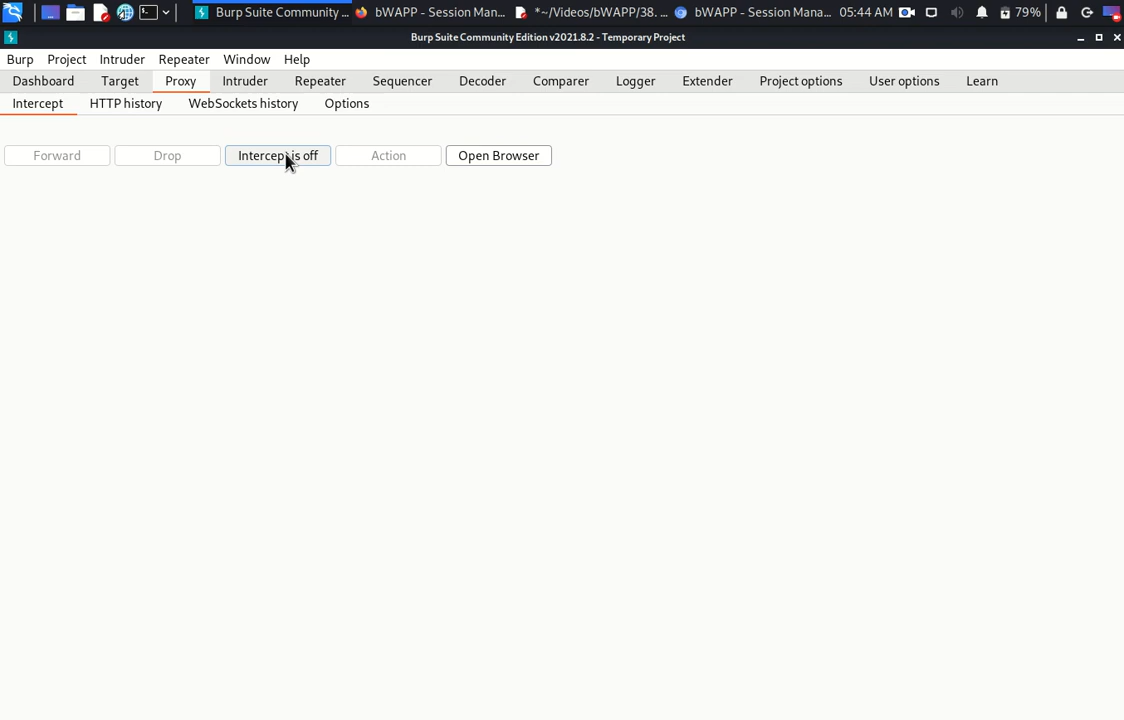 Burp Suite Community ... bWAPP - Session Man... *~/Videos/bWAPP/38. ... bWAPP - Session Mana... 05:44 AM 79%
Burp Suite Community Edition v2021.8.2 - Temporary Project
Burp Project Intruder Repeater Window Help
Dashboard Target Proxy Intruder Repeater Sequencer Decoder Comparer Logger Extender Project options User options Learn
Intercept HTTP history WebSockets history Options
Forward Drop Intercept is off Action Open Browser